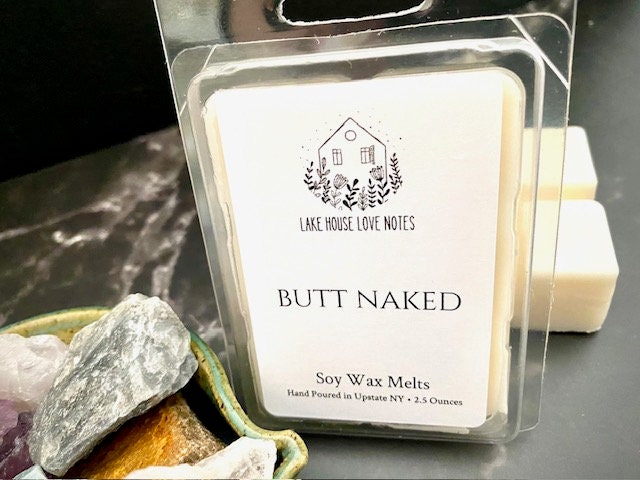 LAKE HOUSE LOVE NOTES
BUTT NAKED
Soy Wax Melts
Hand Poured in Upstate NY • 2.5 Ounces